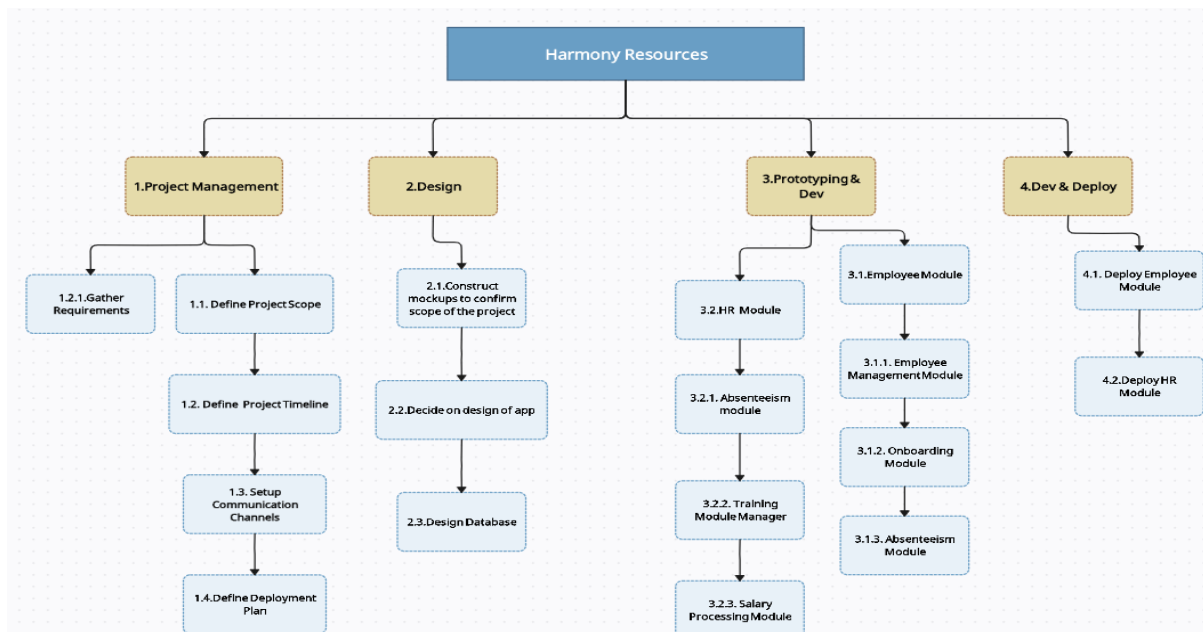 Harmony Resources
1.Project Management
2.Design
3.Prototyping &
Dev
4.Dev & Deploy
1.2.1.Gather
Requirements
1.1. Define Project Scope
1.2. Define Project Timeline
1.3. Setup
Communication
Channels
1.4.Define Deployment
Plan
2.1.Construct
mockups to confirm
scope of the project
2.2.Decide on design of app
2.3.Design Database
3.2.HR Module
3.2.1. Absenteeism
module
3.2.2. Training
Module Manager
3.2.3. Salary
Processing Module
3.1.Employee Module
3.1.1. Employee
Management Module
3.1.2. Onboarding
Module
3.1.3. Absenteeism
Module
4.1. Deploy Employee
Module
4.2.Deploy HR
Module